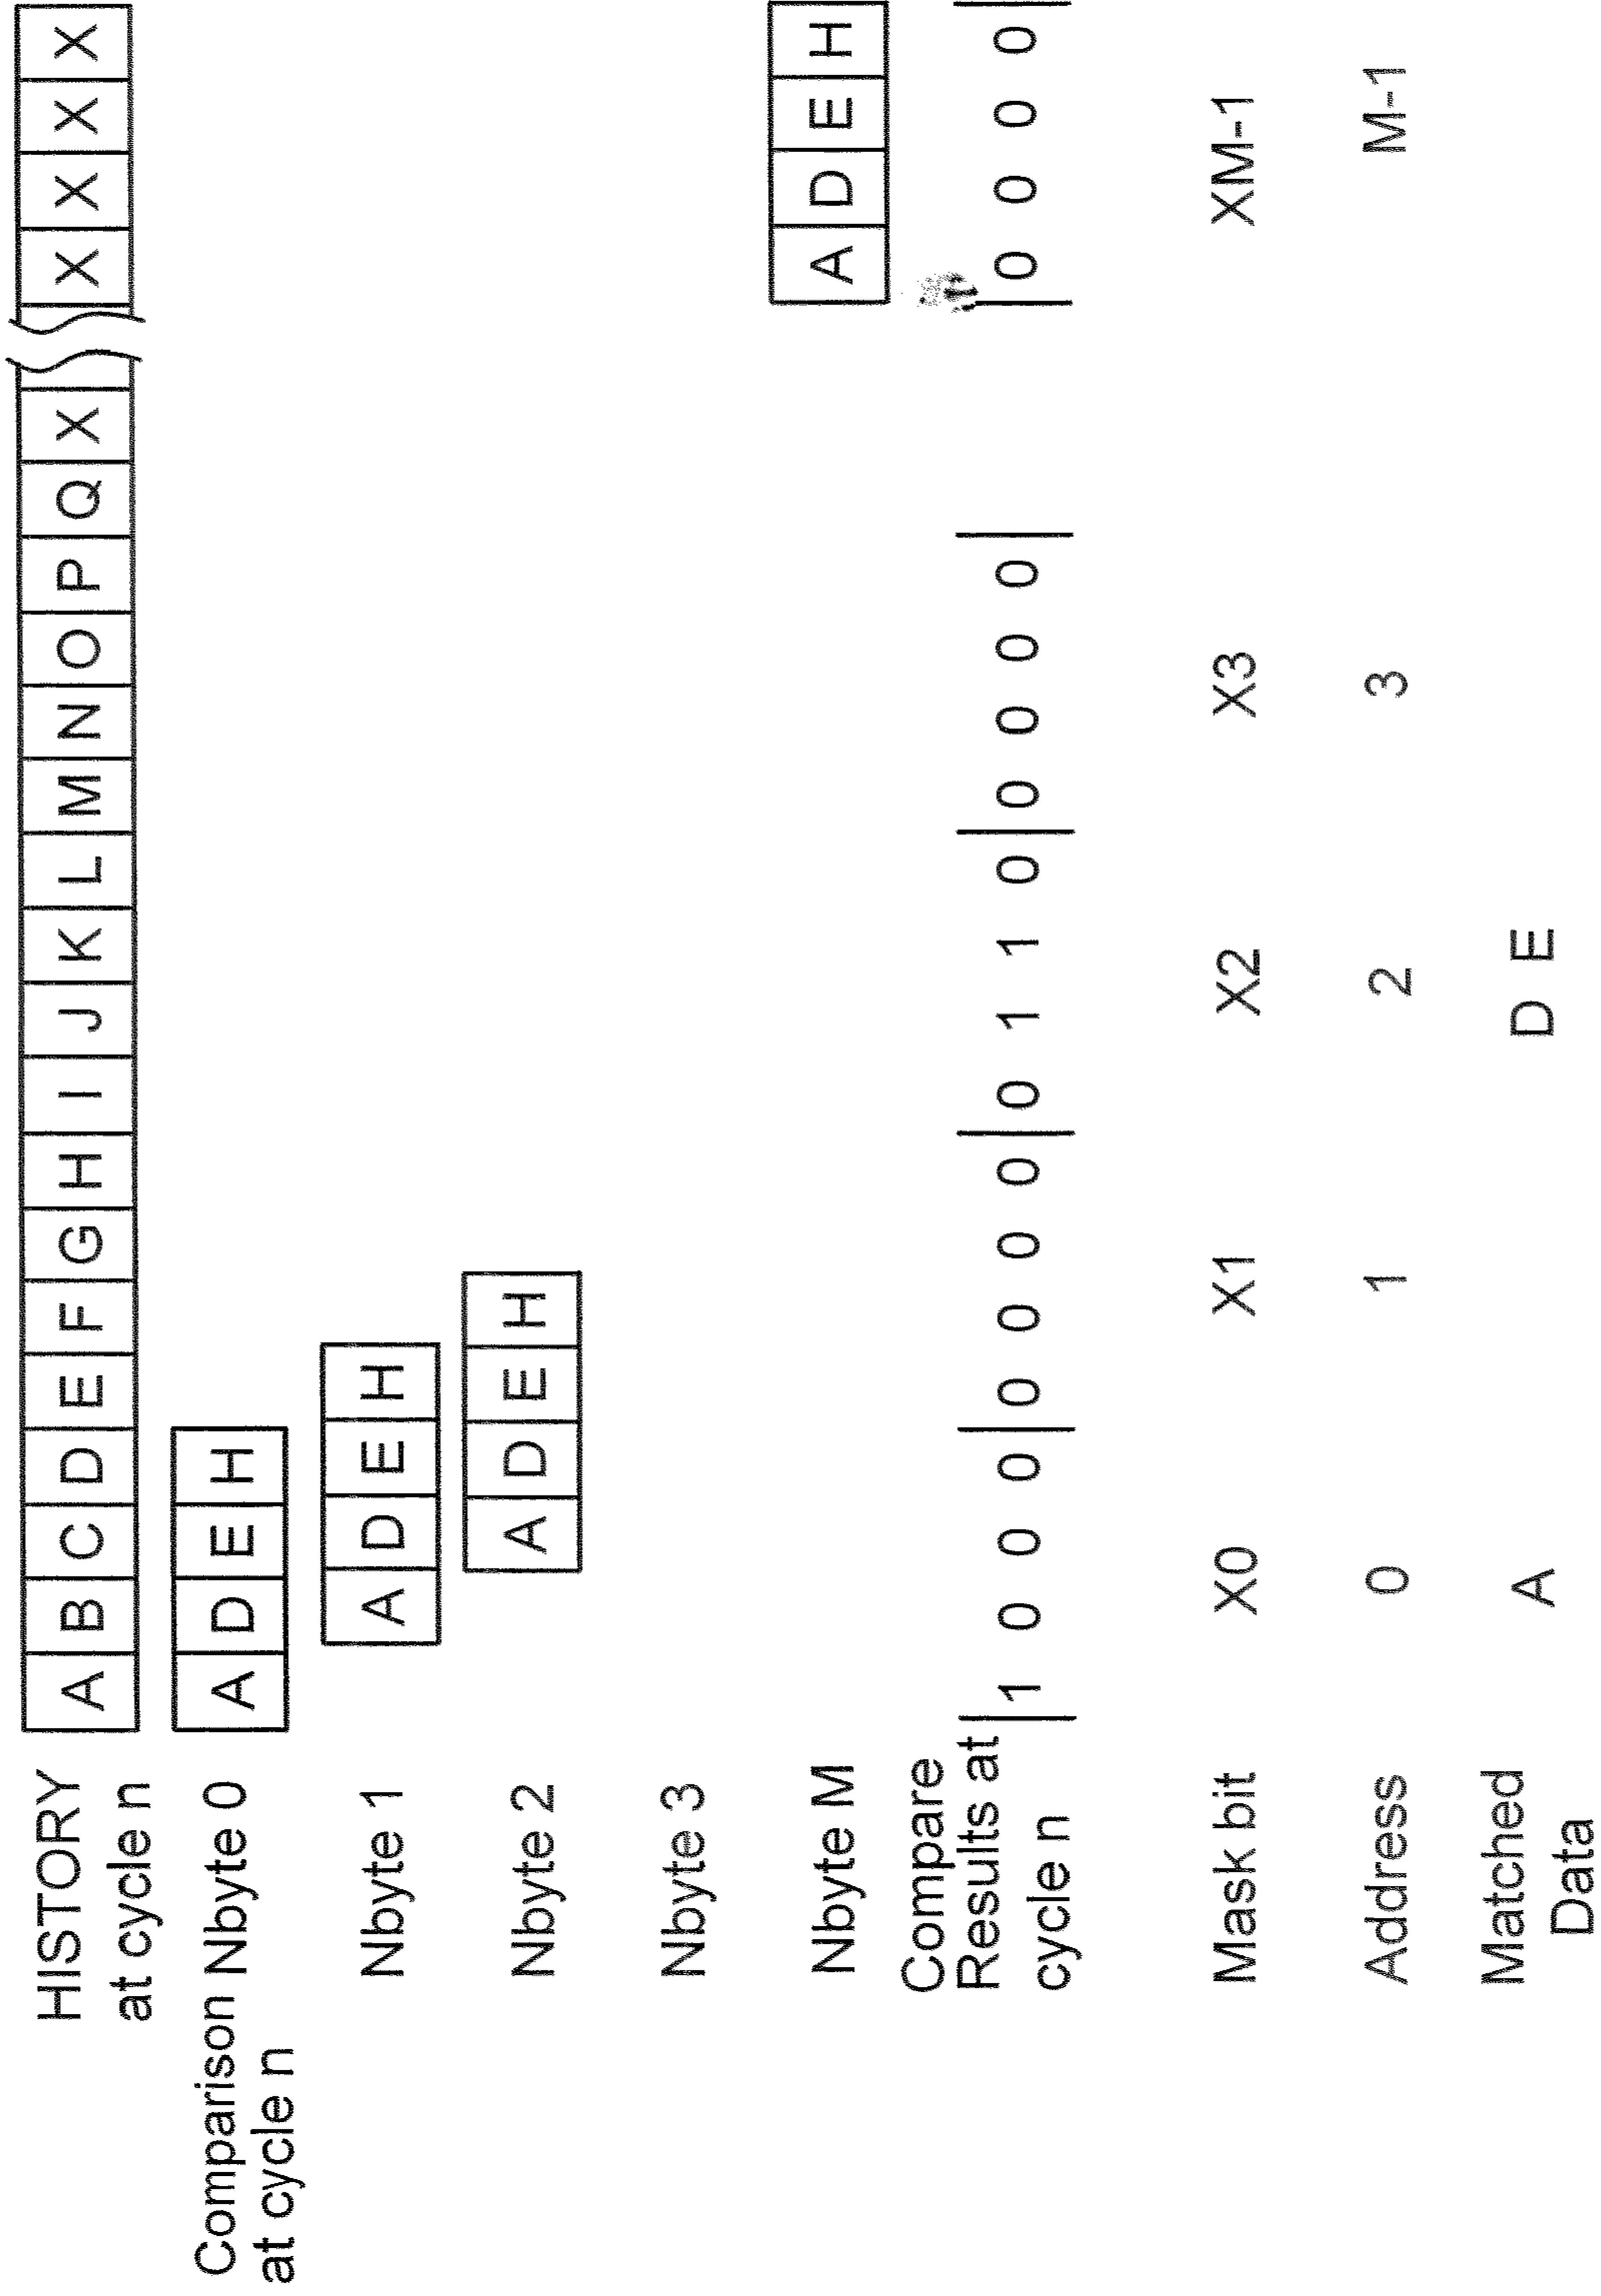 HISTORY at cycle n A B C D E F G H I J K L M N O P Q X X X X X
Comparison at cycle n Nbyte 0 A D E H
Nbyte 1 A D E H
Nbyte 2 A D E H
Nbyte 3
Nbyte M A D E H
Compare Results at cycle n 1 0 0 0 0 0 0 0 0 1 1 0 0 0 0 0 0 0 0 0
Mask bit X0 X1 X2 X3 XM-1
Address 0 1 2 3 M-1
Matched Data A D E